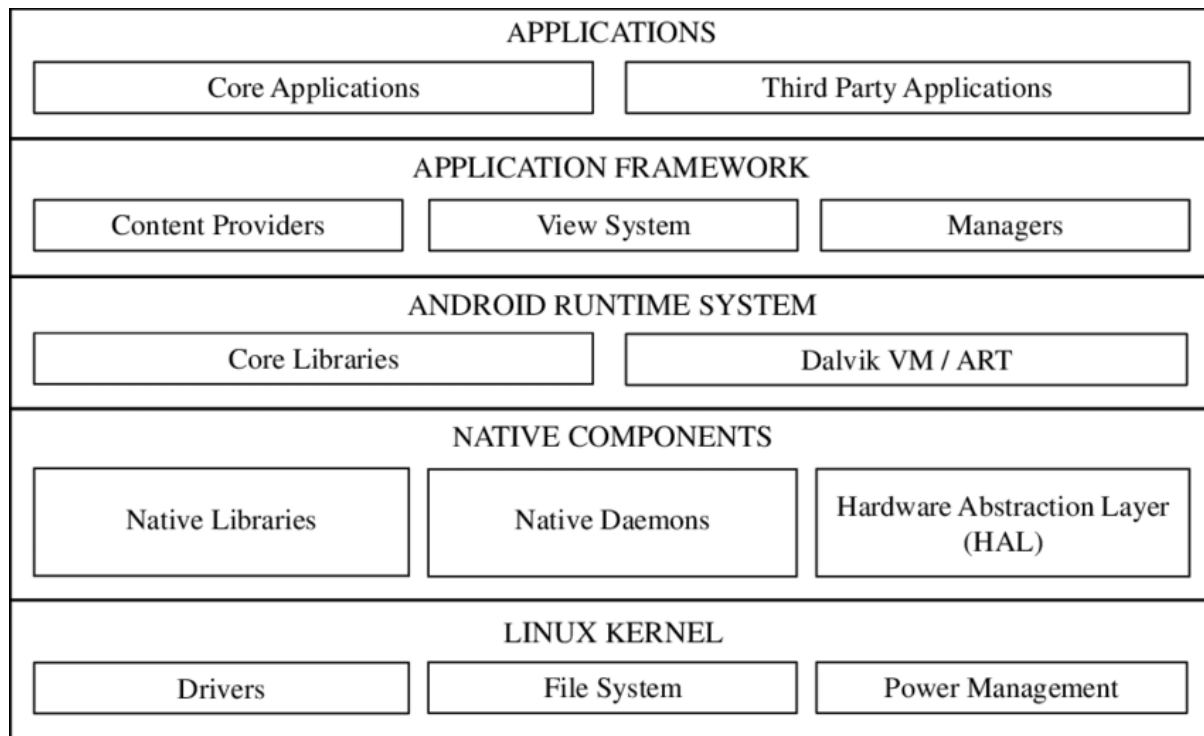 APPLICATIONS
Core Applications
Third Party Applications
APPLICATION FRAMEWORK
Content Providers
View System
Managers
ANDROID RUNTIME SYSTEM
Core Libraries
Dalvik VM / ART
NATIVE COMPONENTS
Native Libraries
Native Daemons
Hardware Abstraction Layer
(HAL)
LINUX KERNEL
Drivers
File System
Power Management